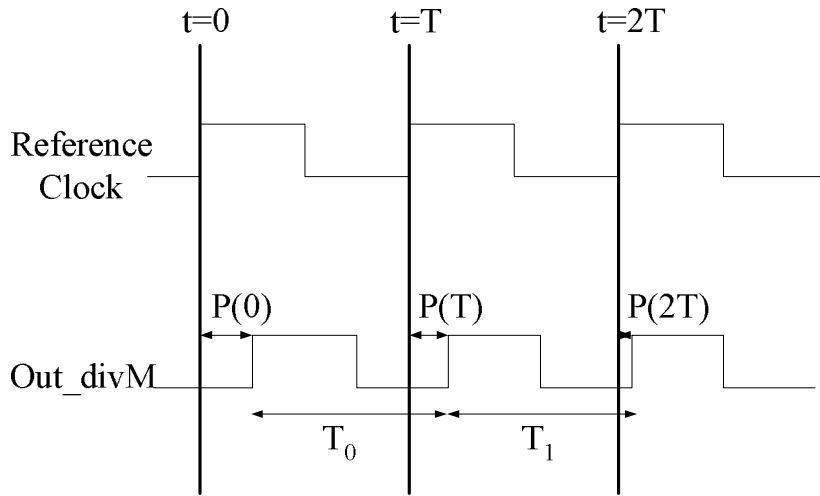 t=0 t=T t=2T
Reference
Clock
P(0) P(T) P(2T)
Out_divM
T₀ T₁